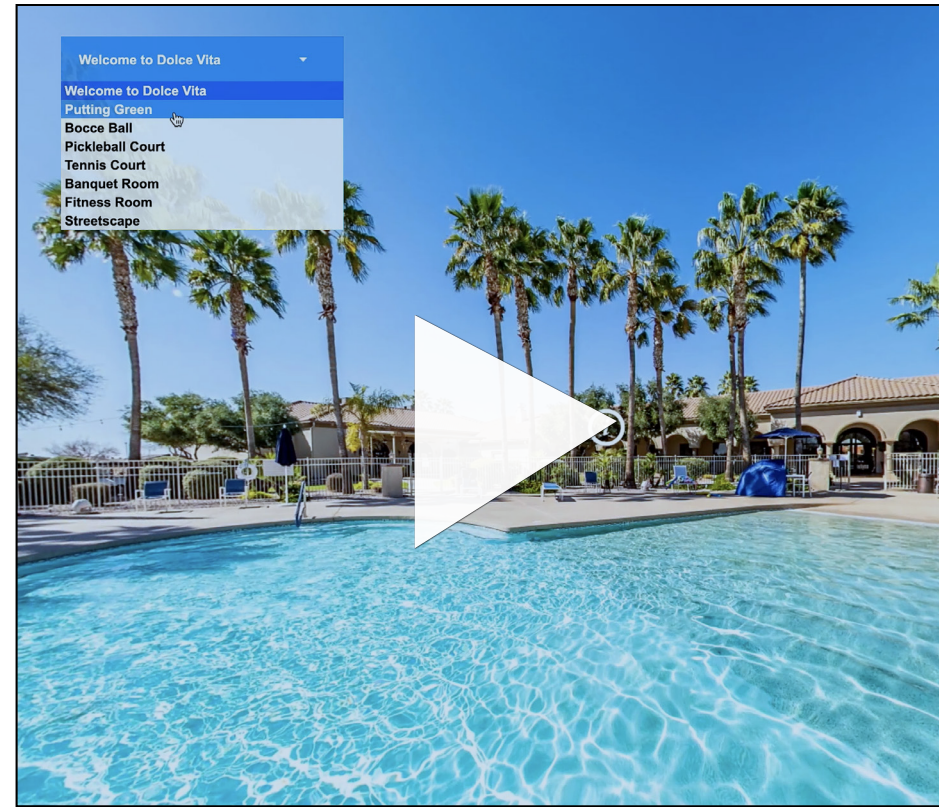 Welcome to Dolce Vita
Welcome to Dolce Vita
Putting Green
Bocce Ball
Pickleball Court
Tennis Court
Banquet Room
Fitness Room
Streetscape